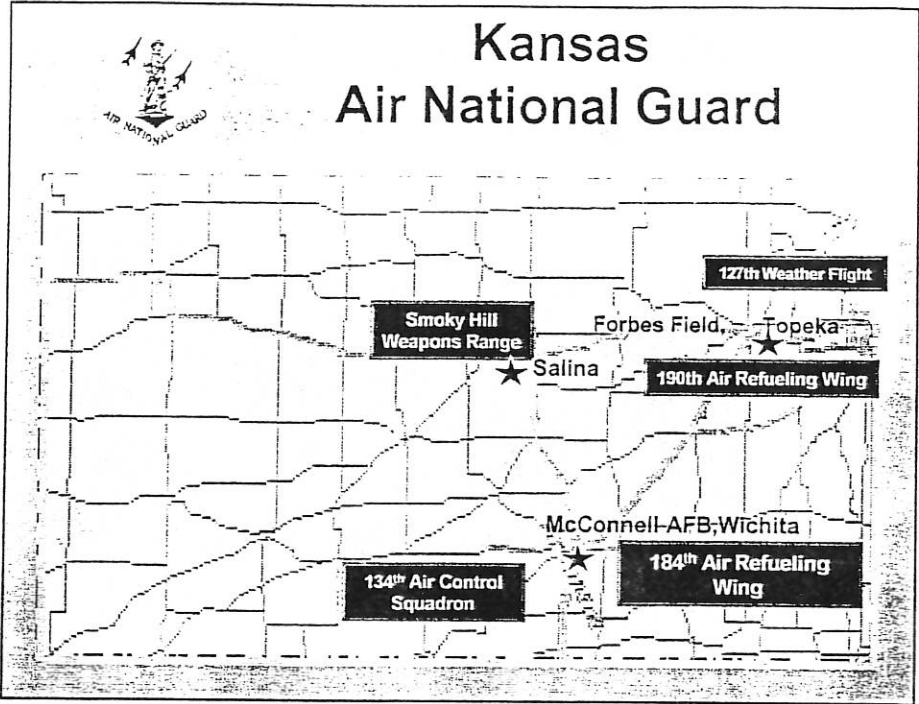 Kansas
Air National Guard
AIR NATIONAL GUARD
127th Weather Flight
Smoky Hill
Weapons Range
Forbes Field, Topeka
Salina
190th Air Refueling Wing
McConnell AFB, Wichita
134th Air Control
Squadron
184th Air Refueling
Wing